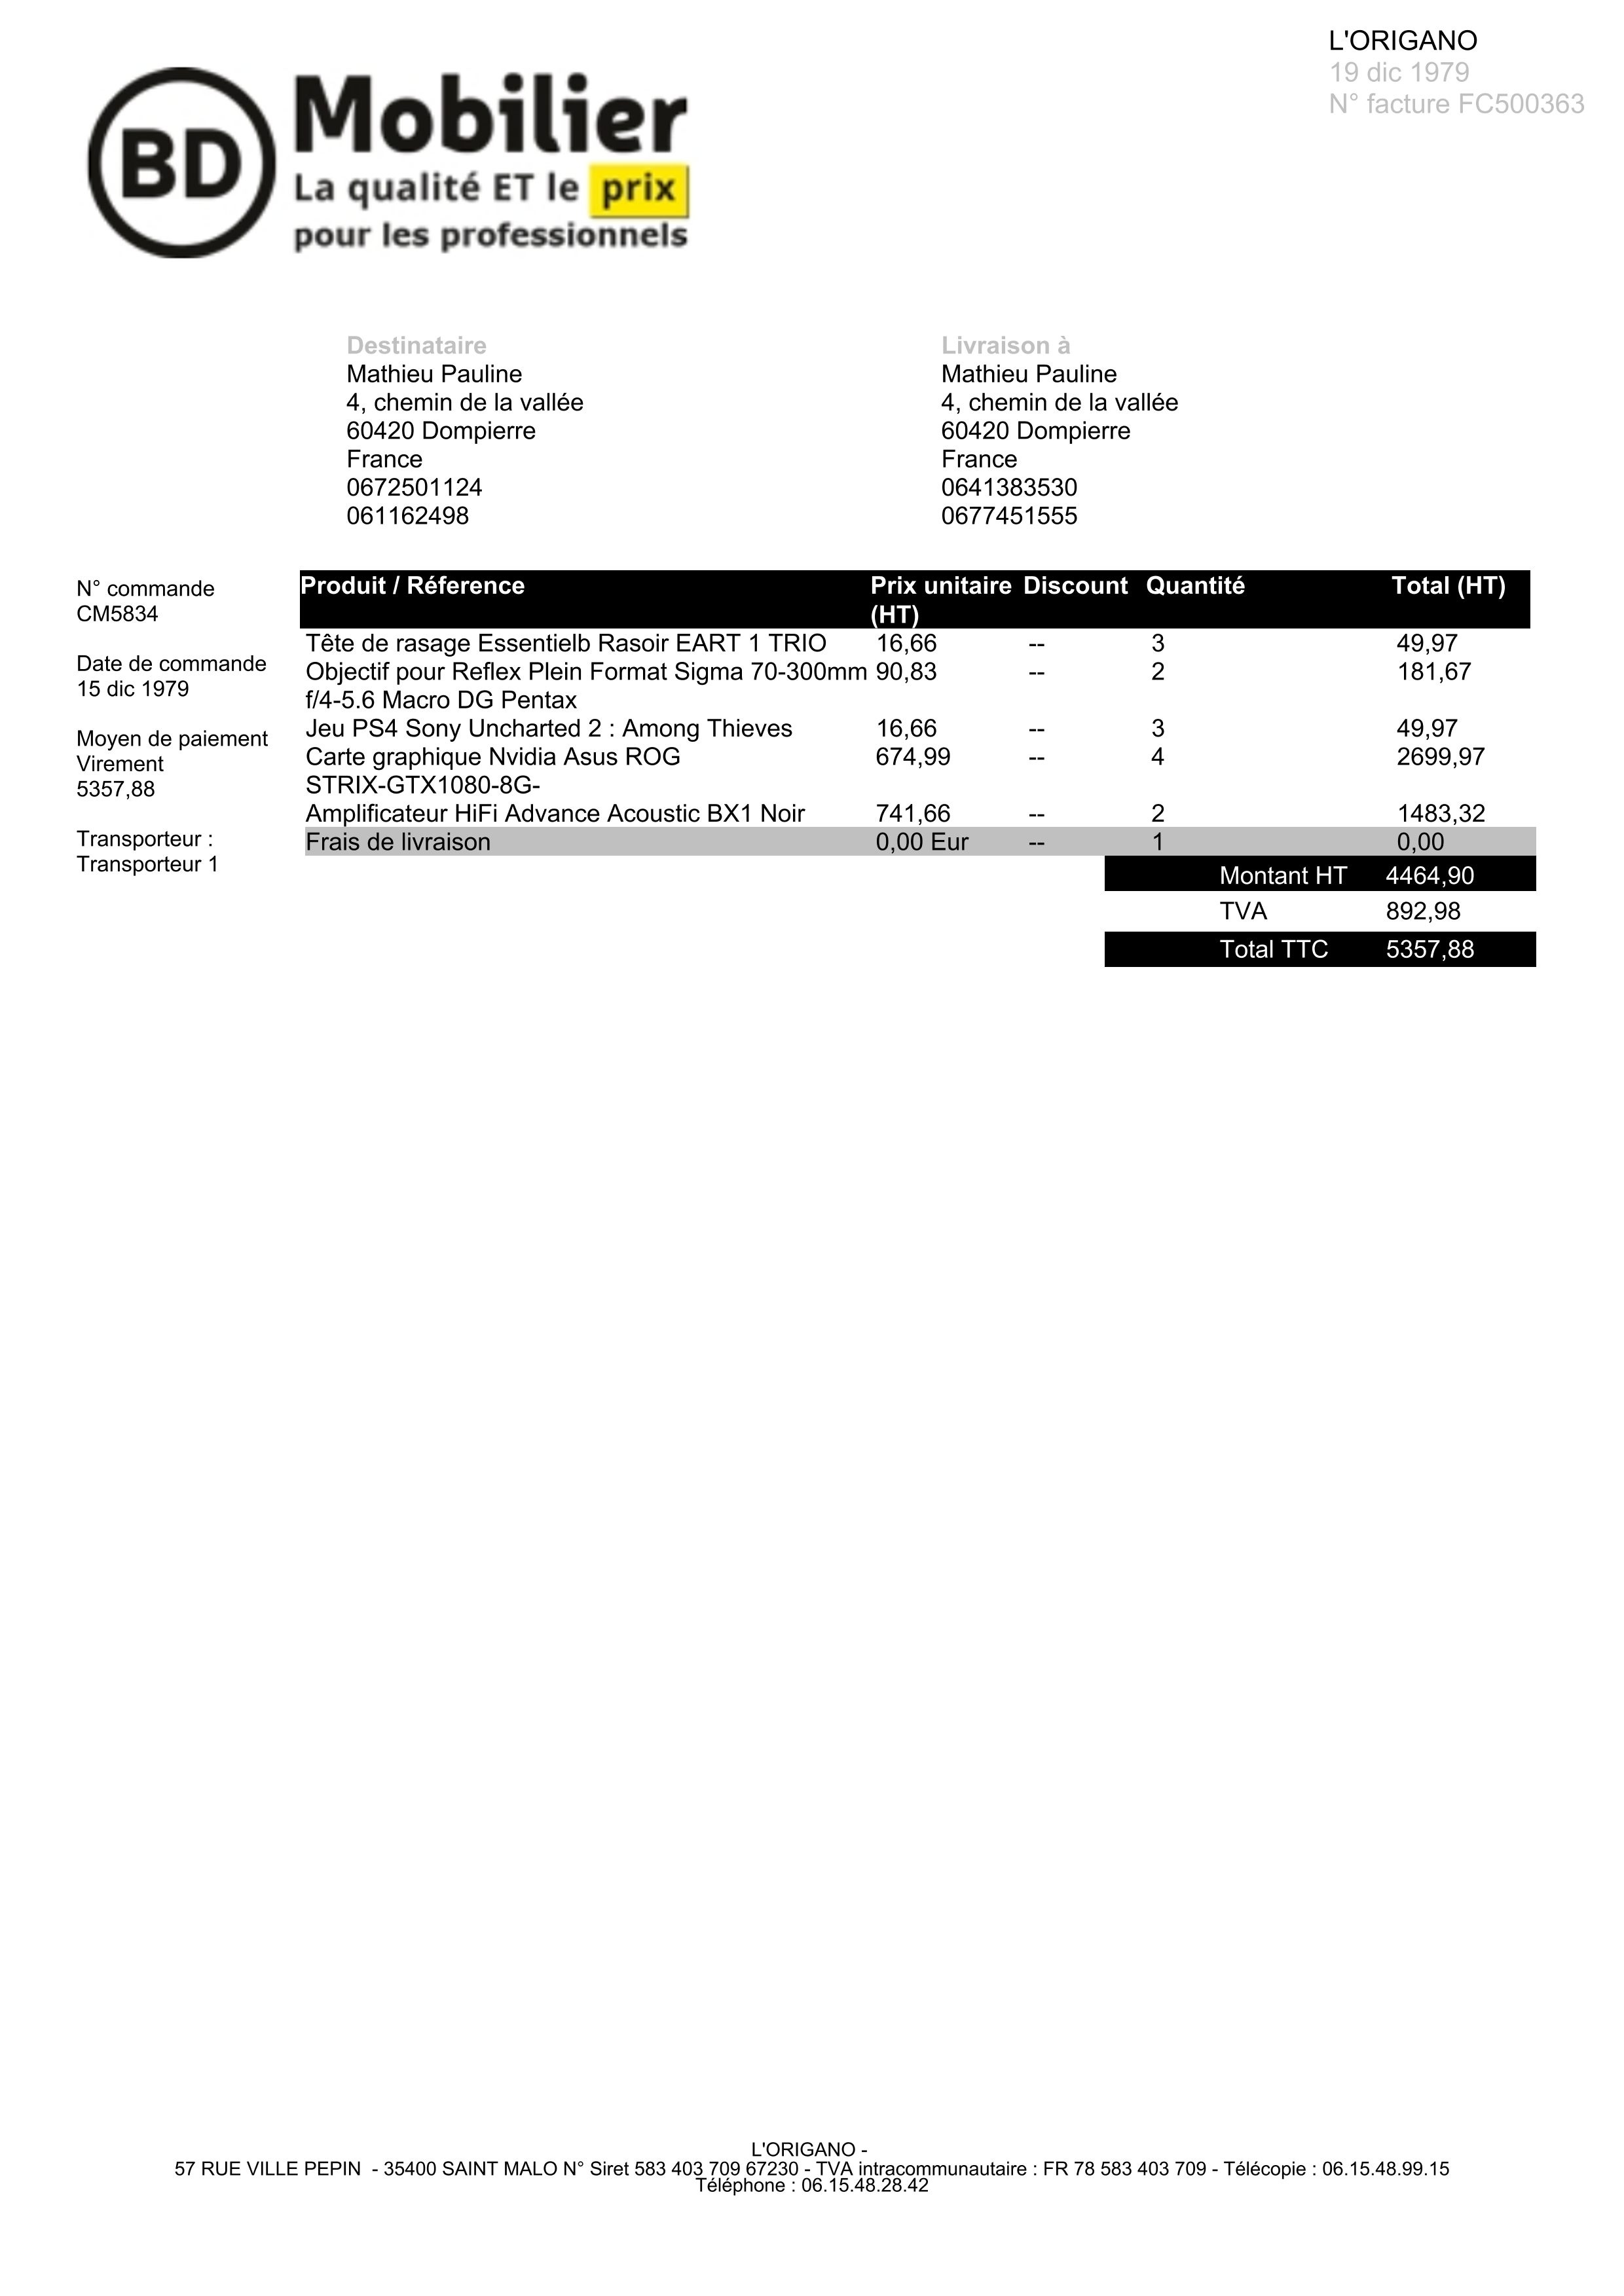 L'ORIGANO
19 dic 1979
N° facture FC500363
BD
Mobilier
La qualité ET le prix
pour les professionnels
Destinataire
Mathieu Pauline
4, chemin de la vallée
60420 Dompierre
France
0672501124
061162498
Livraison à
Mathieu Pauline
4, chemin de la vallée
60420 Dompierre
France
0641383530
0677451555
N° commande
CM5834
Date de commande
15 dic 1979
Moyen de paiement
Virement
5357,88
Transporteur :
Transporteur 1
Produit / Réference Prix unitaire Discount Quantité Total (HT)
(HT)
Tête de rasage Essentielb Rasoir EART 1 TRIO 16,66 -- 3 49,97
Objectif pour Reflex Plein Format Sigma 70-300mm 90,83 -- 2 181,67
f/4-5.6 Macro DG Pentax
Jeu PS4 Sony Uncharted 2 : Among Thieves 16,66 -- 3 49,97
Carte graphique Nvidia Asus ROG 674,99 -- 4 2699,97
STRIX-GTX1080-8G-
Amplificateur HiFi Advance Acoustic BX1 Noir 741,66 -- 2 1483,32
Frais de livraison 0,00 Eur -- 1 0,00
Montant HT 4464,90
TVA 892,98
Total TTC 5357,88
L'ORIGANO -
57 RUE VILLE PEPIN - 35400 SAINT MALO N° Siret 583 403 709 67230 - TVA intracommunautaire : FR 78 583 403 709 - Télécopie : 06.15.48.99.15
Téléphone : 06.15.48.28.42